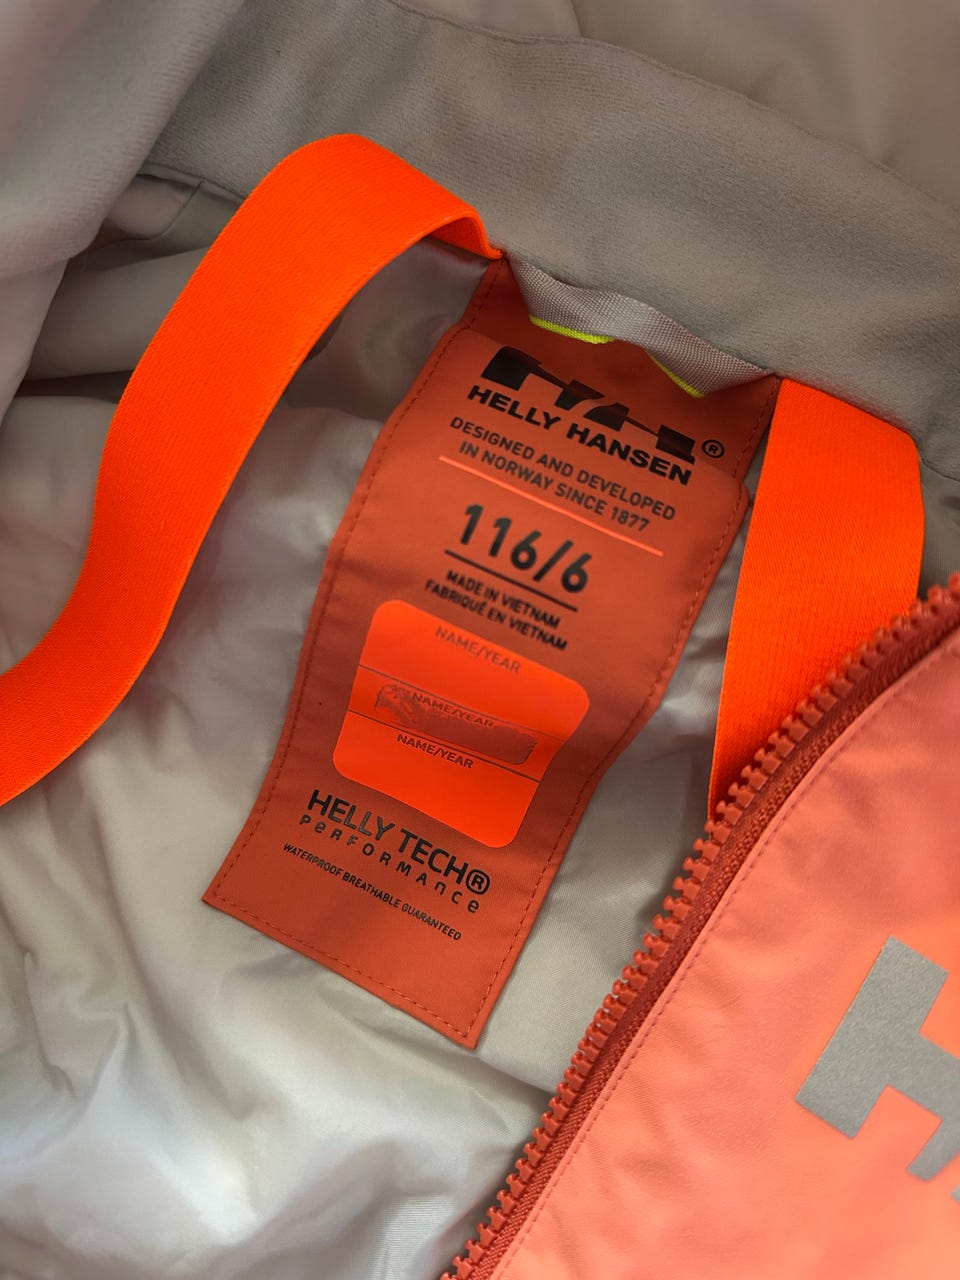 HELLY HANSEN®
DESIGNED AND DEVELOPED
IN NORWAY SINCE 1877
116/6
MADE IN VIETNAM
FABRIQUÉ EN VIETNAM
NAME/YEAR
NAME/YEAR
NAME/YEAR
HELLY TECH®
PERFORMANCE
WATERPROOF BREATHABLE GUARANTEED